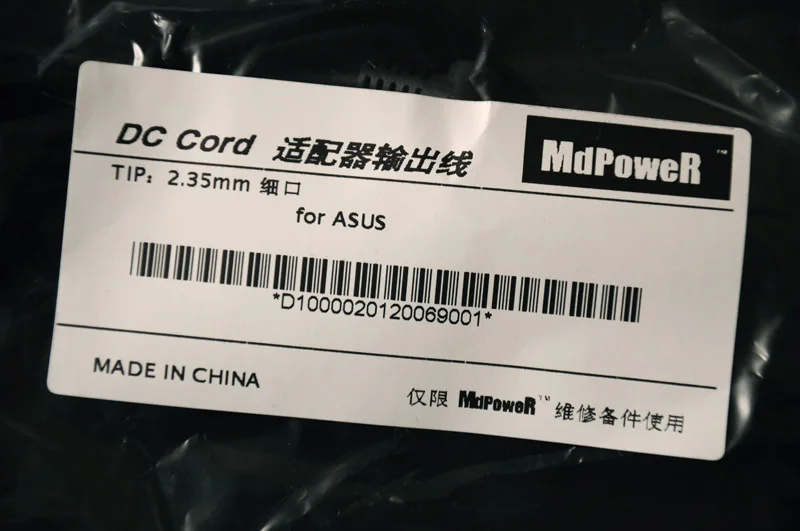 DC Cord 适配器输出线 MdPoweR™
TIP：2.35mm 细口
for ASUS
*D1000020120069001*
MADE IN CHINA
仅限 MdPoweR™ 维修备件使用